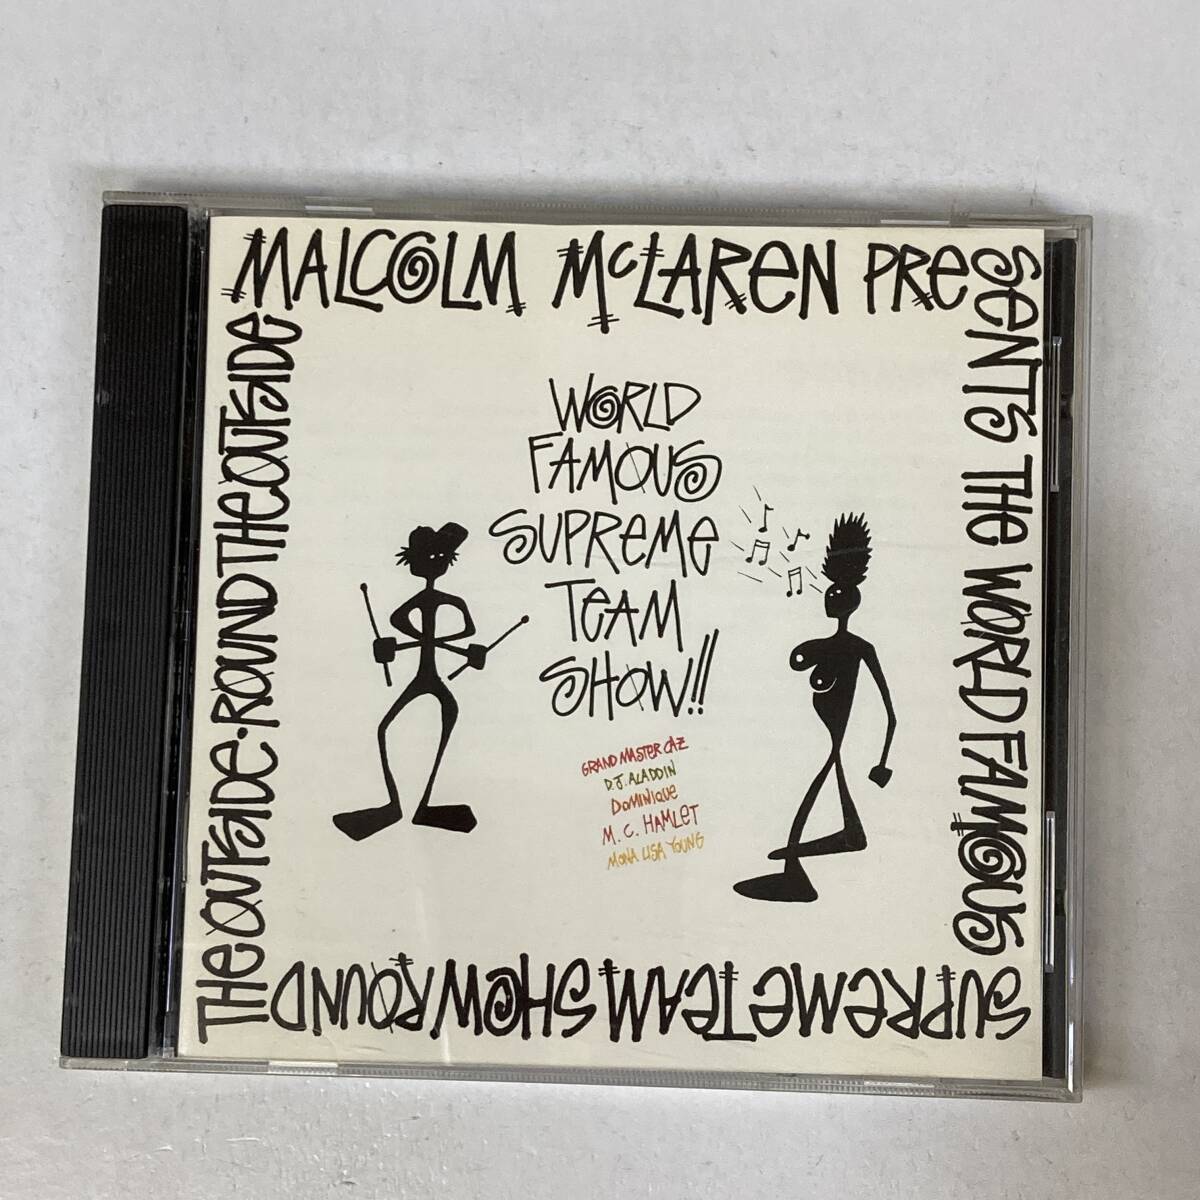 MALCOLM McLAREN PRESENTS THE WORLD FAMOUS SUPREME TEAM SHOW. ROUND THE OUTSIDE · ROUND THE OUTSIDE
WORLD
FAMOUS
SUPREME
TEAM
SHOW!!
GRAND MASTER CAZ
D.J. ALADDIN
DOMINIQUE
M.C. HAMLET
MONA LISA YOUNG